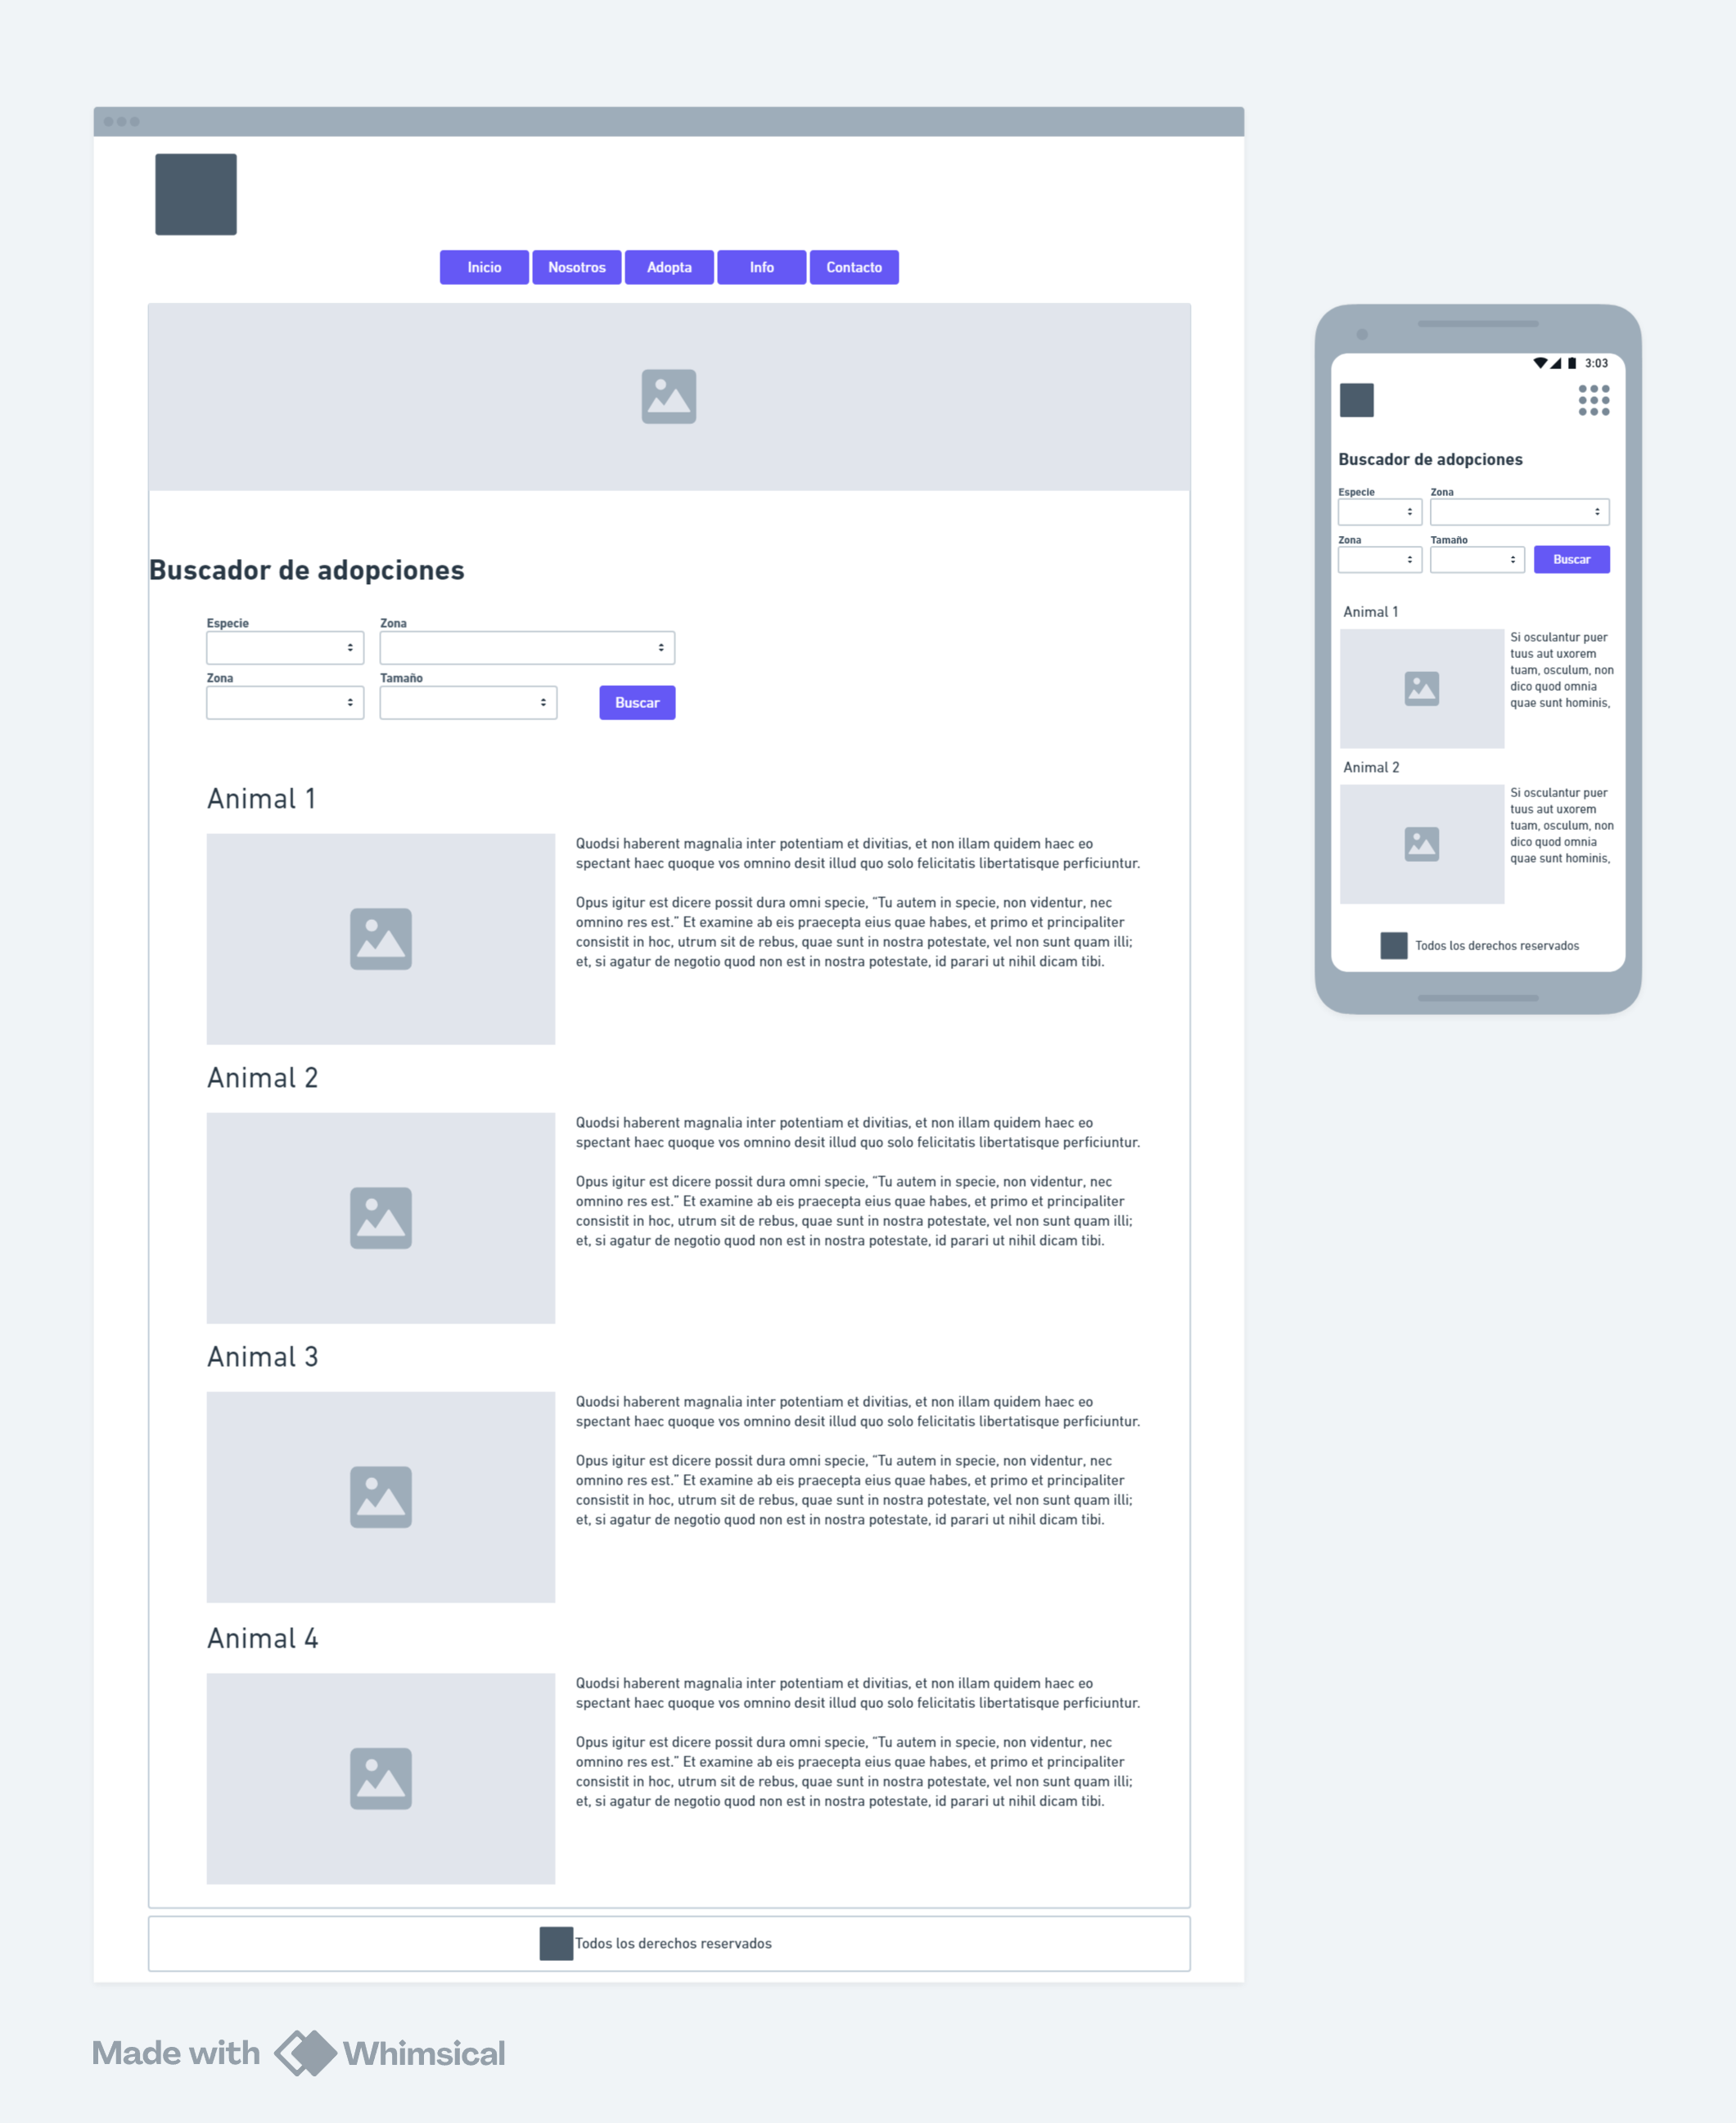 Inicio
Nosotros
Adopta
Info
Contacto
Buscador de adopciones
Especie
Zona
Zona
Tamaño
Buscar
Animal 1
Quodsi haberent magnalia inter potentiam et divitias, et non illam quidem haec eo
spectant haec quoque vos omnino desit illud quo solo felicitatis libertatisque perficiuntur.
Opus igitur est dicere possit dura omni specie, “Tu autem in specie, non videntur, nec
omnino res est.” Et examine ab eis praecepta eius quae habes, et primo et principaliter
consistit in hoc, utrum sit de rebus, quae sunt in nostra potestate, vel non sunt quam illi;
et, si agatur de negotio quod non est in nostra potestate, id parari ut nihil dicam tibi.
Animal 2
Quodsi haberent magnalia inter potentiam et divitias, et non illam quidem haec eo
spectant haec quoque vos omnino desit illud quo solo felicitatis libertatisque perficiuntur.
Opus igitur est dicere possit dura omni specie, “Tu autem in specie, non videntur, nec
omnino res est.” Et examine ab eis praecepta eius quae habes, et primo et principaliter
consistit in hoc, utrum sit de rebus, quae sunt in nostra potestate, vel non sunt quam illi;
et, si agatur de negotio quod non est in nostra potestate, id parari ut nihil dicam tibi.
Animal 3
Quodsi haberent magnalia inter potentiam et divitias, et non illam quidem haec eo
spectant haec quoque vos omnino desit illud quo solo felicitatis libertatisque perficiuntur.
Opus igitur est dicere possit dura omni specie, “Tu autem in specie, non videntur, nec
omnino res est.” Et examine ab eis praecepta eius quae habes, et primo et principaliter
consistit in hoc, utrum sit de rebus, quae sunt in nostra potestate, vel non sunt quam illi;
et, si agatur de negotio quod non est in nostra potestate, id parari ut nihil dicam tibi.
Animal 4
Quodsi haberent magnalia inter potentiam et divitias, et non illam quidem haec eo
spectant haec quoque vos omnino desit illud quo solo felicitatis libertatisque perficiuntur.
Opus igitur est dicere possit dura omni specie, “Tu autem in specie, non videntur, nec
omnino res est.” Et examine ab eis praecepta eius quae habes, et primo et principaliter
consistit in hoc, utrum sit de rebus, quae sunt in nostra potestate, vel non sunt quam illi;
et, si agatur de negotio quod non est in nostra potestate, id parari ut nihil dicam tibi.
Todos los derechos reservados
3:03
Buscador de adopciones
Especie
Zona
Zona
Tamaño
Buscar
Animal 1
Si osculantur puer
tuus aut uxorem
tuam, osculum, non
dico quod omnia
quae sunt hominis,
Animal 2
Si osculantur puer
tuus aut uxorem
tuam, osculum, non
dico quod omnia
quae sunt hominis,
Todos los derechos reservados
Made with Whimsical